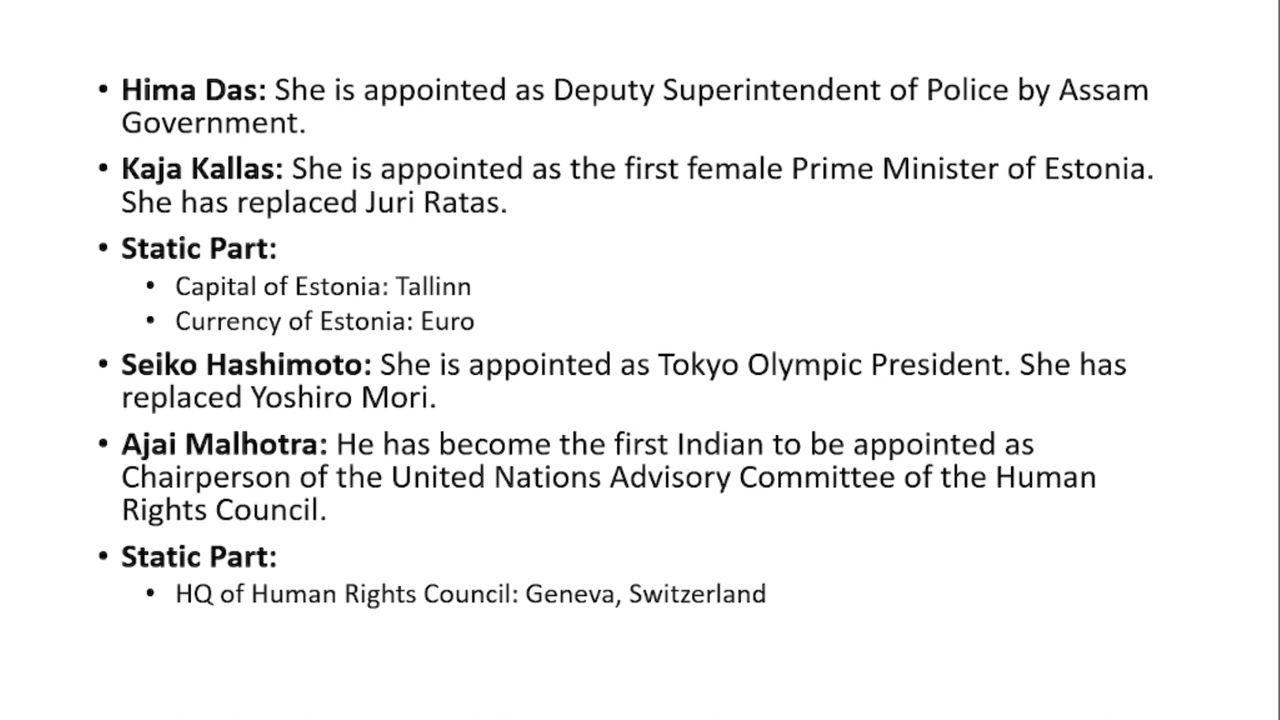 • Hima Das: She is appointed as Deputy Superintendent of Police by Assam
Government.
• Kaja Kallas: She is appointed as the first female Prime Minister of Estonia.
She has replaced Juri Ratas.
• Static Part:
• Capital of Estonia: Tallinn
• Currency of Estonia: Euro
• Seiko Hashimoto: She is appointed as Tokyo Olympic President. She has
replaced Yoshiro Mori.
• Ajai Malhotra: He has become the first Indian to be appointed as
Chairperson of the United Nations Advisory Committee of the Human
Rights Council.
• Static Part:
• HQ of Human Rights Council: Geneva, Switzerland